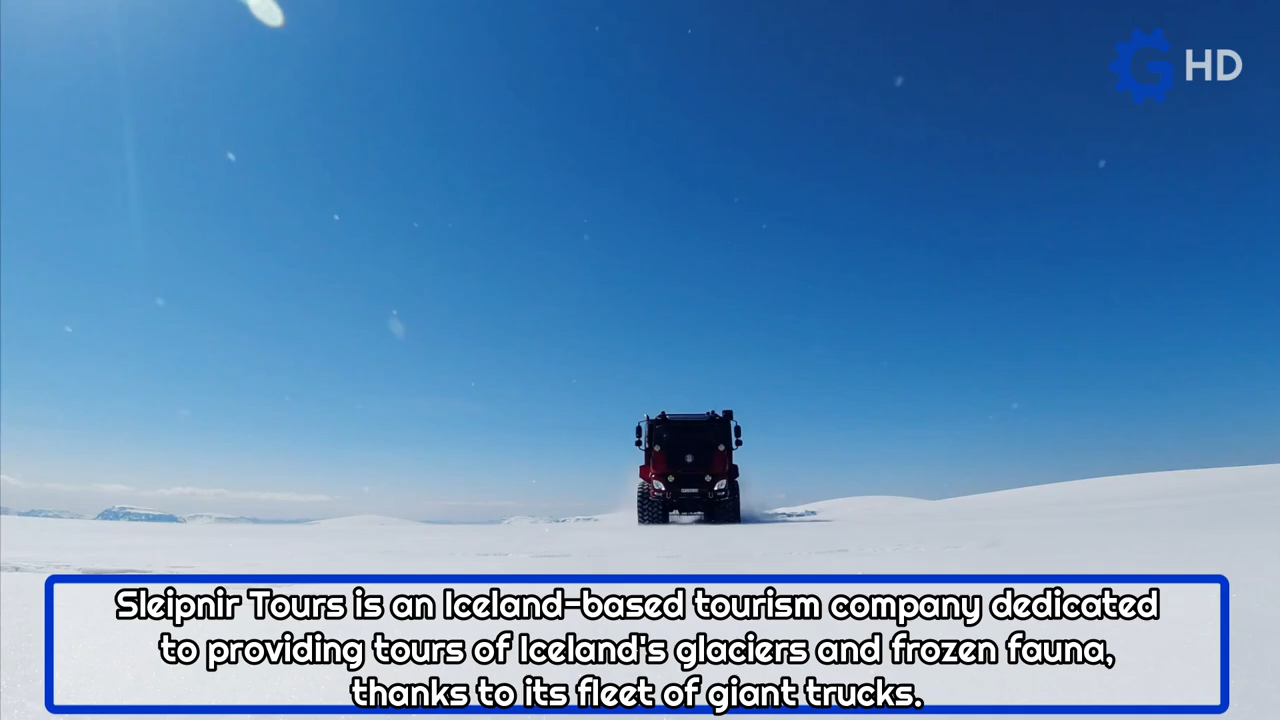 G HD
Sleipnir Tours is an Iceland-based tourism company dedicated
to providing tours of Iceland's glaciers and frozen fauna,
thanks to its fleet of giant trucks.